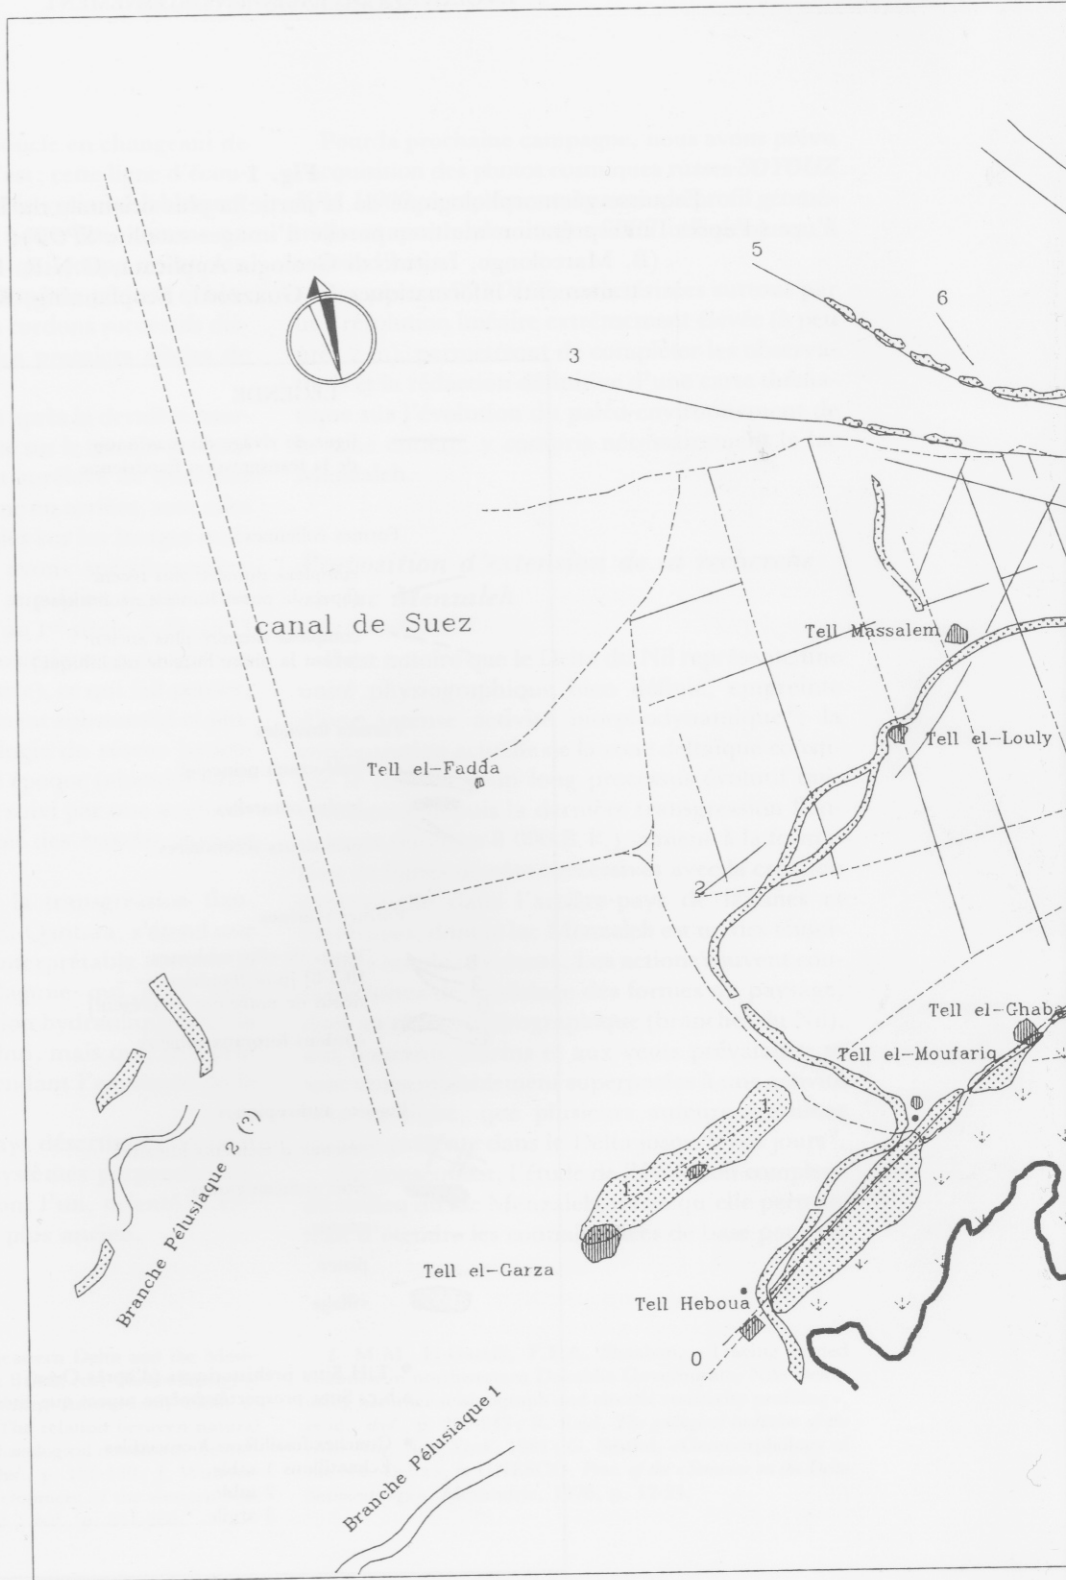 5
6
3
canal de Suez
Tell Massalem
Tell el-Louly
Tell el-Fadda
2
Tell el-Ghaba
Tell el-Moufariq
1
1
Branche Pélusiaque 2 (?)
Tell el-Garza
Tell Heboua
0
Branche Pélusiaque 1